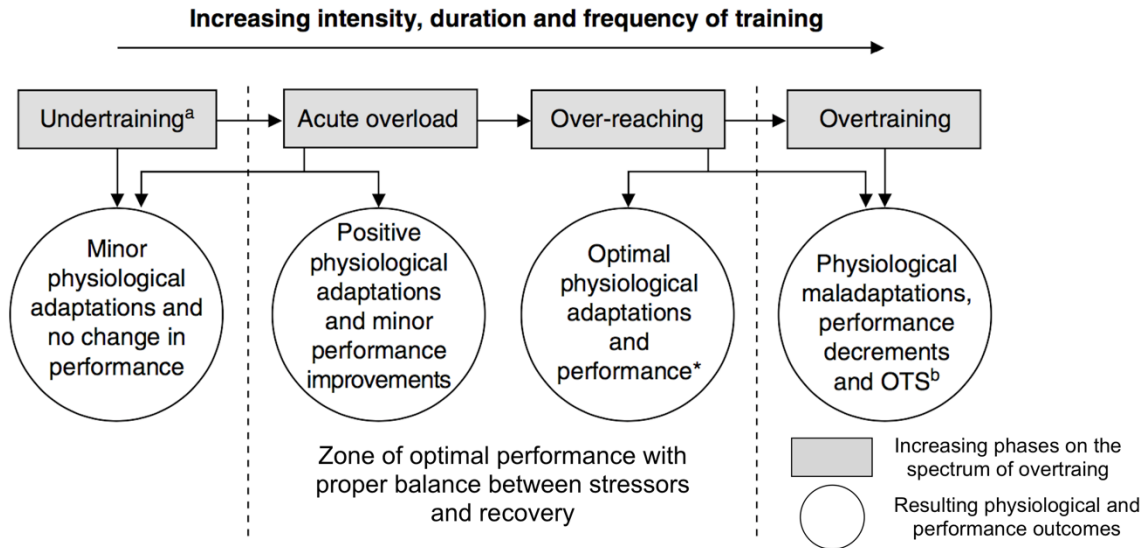 Increasing intensity, duration and frequency of training
Undertrainingᵃ
Acute overload
Over-reaching
Overtraining
Minor
physiological
adaptations and
no change in
performance
Positive
physiological
adaptations
and minor
performance
improvements
Optimal
physiological
adaptations
and
performance*
Physiological
maladaptations,
performance
decrements
and OTSᵇ
Zone of optimal performance with
proper balance between stressors
and recovery
Increasing phases on the
spectrum of overtraing
Resulting physiological and
performance outcomes